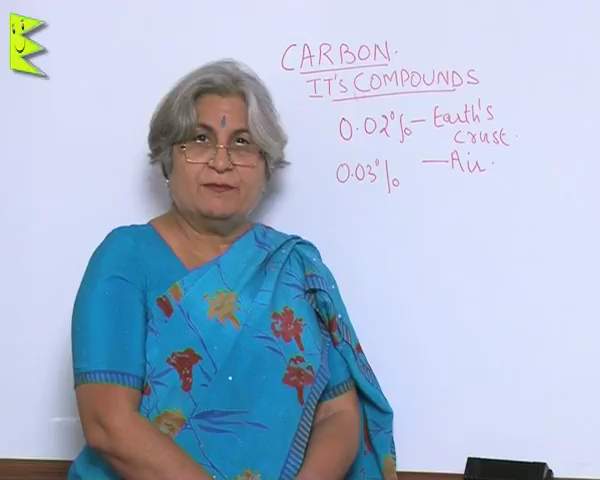 CARBON.
IT'S COMPOUNDS
0.02% — Earth's
crust.
0.03% — Air.